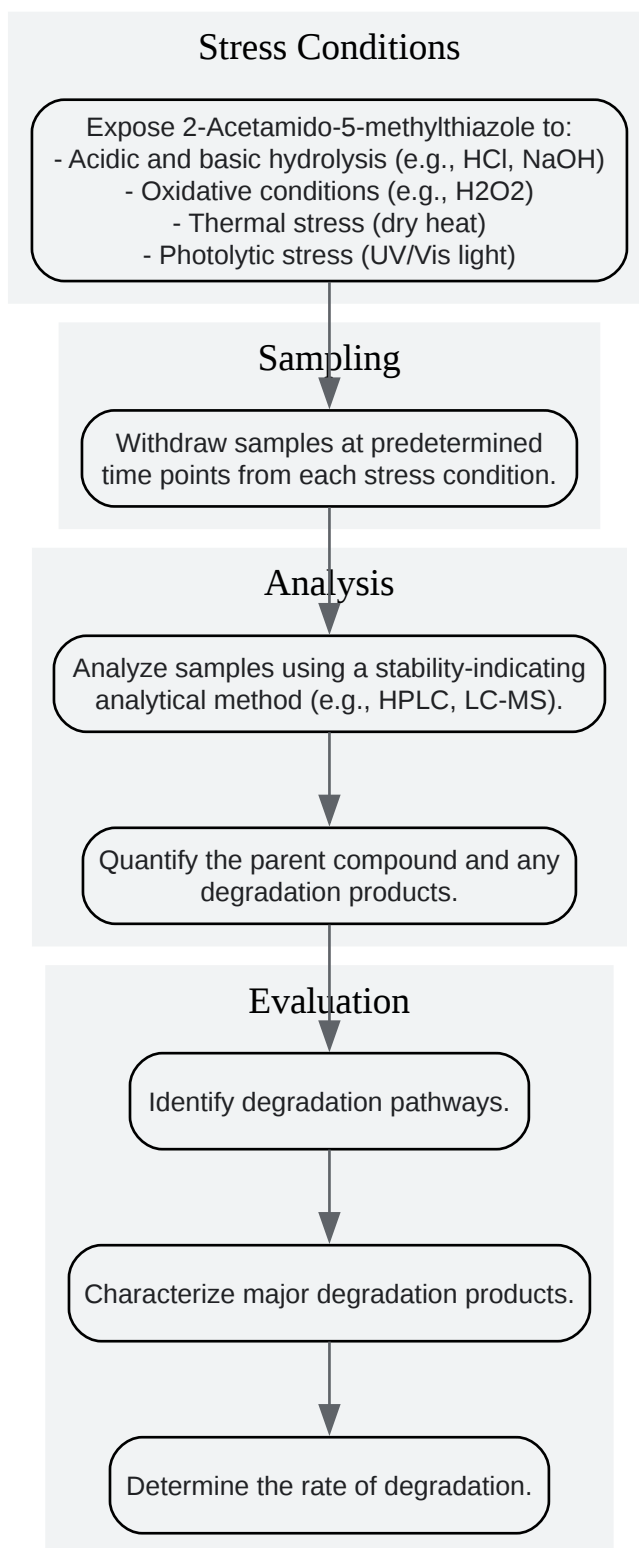 Stress Conditions
Expose 2-Acetamido-5-methylthiazole to:
- Acidic and basic hydrolysis (e.g., HCl, NaOH)
- Oxidative conditions (e.g., H2O2)
- Thermal stress (dry heat)
- Photolytic stress (UV/Vis light)
Sampling
Withdraw samples at predetermined
time points from each stress condition.
Analysis
Analyze samples using a stability-indicating
analytical method (e.g., HPLC, LC-MS).
Quantify the parent compound and any
degradation products.
Evaluation
Identify degradation pathways.
Characterize major degradation products.
Determine the rate of degradation.